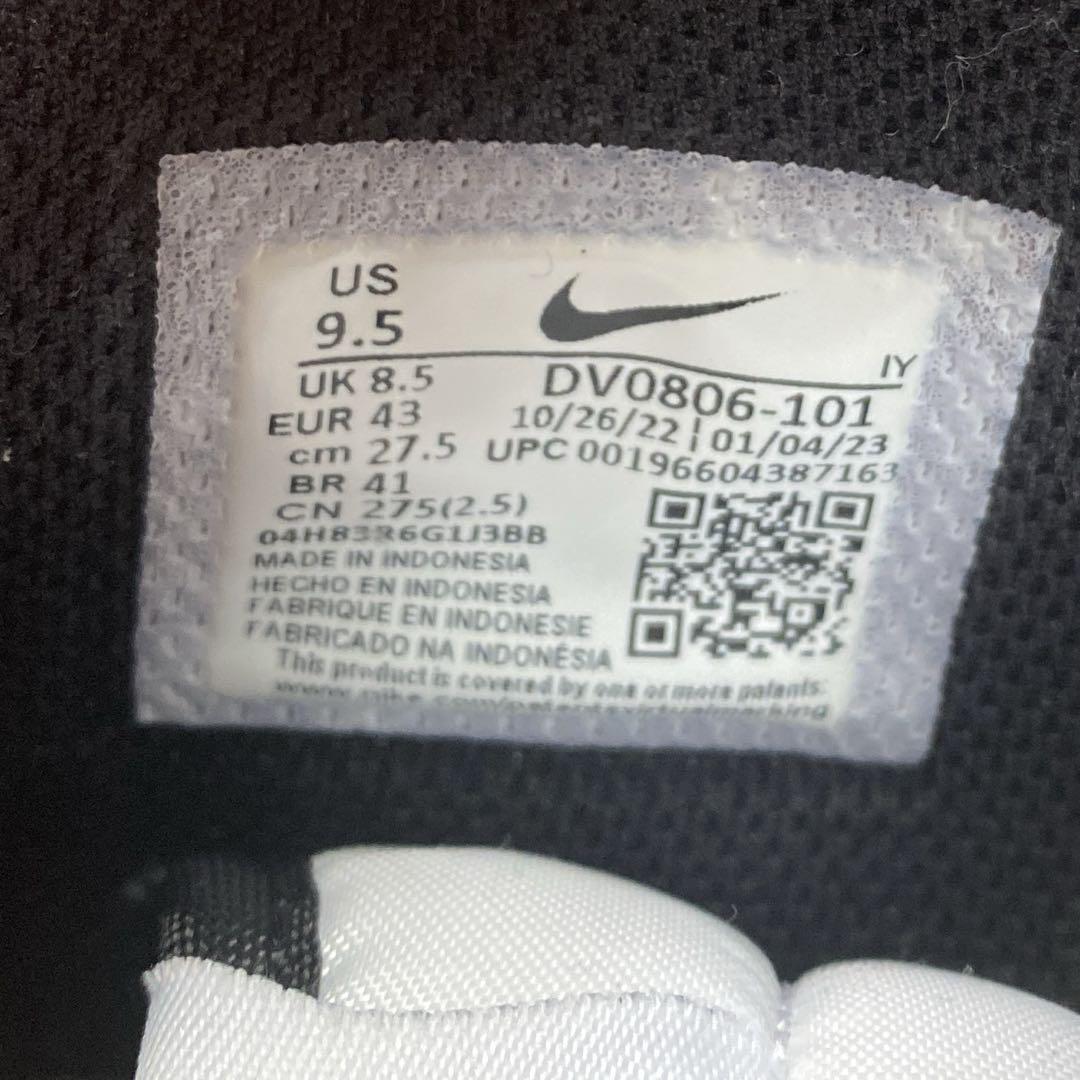 US
9.5
UK 8.5
EUR 43
cm 27.5
BR 41
CN 275(2.5)
04H83R6G1J3BB
MADE IN INDONESIA
HECHO EN INDONESIA
FABRIQUE EN INDONESIE
FABRICADO NA INDONÉSIA
This product is covered by one or more patents:
IY
DV0806-101
10/26/22 | 01/04/23
UPC 00196604387163